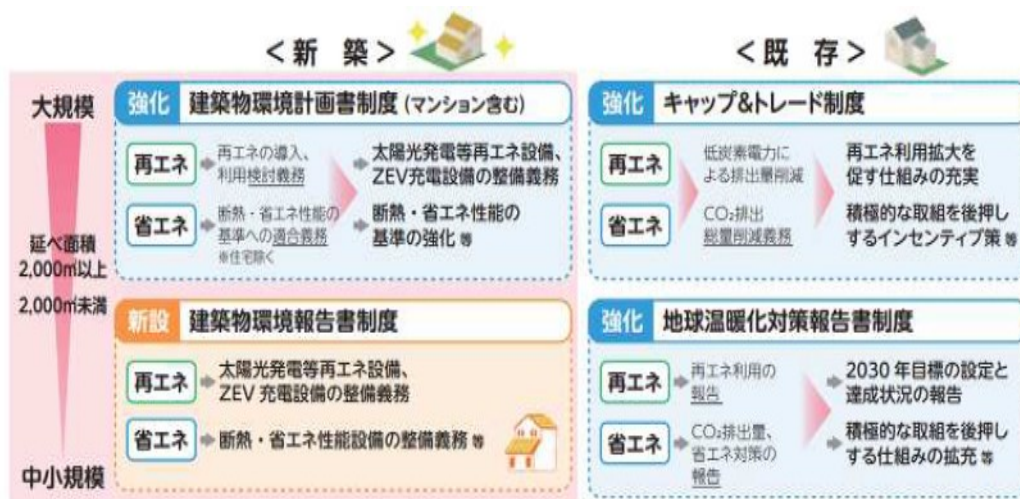 ＜新 築＞
＜既 存＞
大規模
延べ面積
2,000㎡以上
2,000㎡未満
中小規模
強化 建築物環境計画書制度 (マンション含む)
再エネ
再エネの導入、
利用検討義務
太陽光発電等再エネ設備、
ZEV充電設備の整備義務
省エネ
断熱・省エネ性能の
基準への適合義務
※住宅除く
断熱・省エネ性能の
基準の強化 等
強化 キャップ&トレード制度
再エネ
低炭素電力に
よる排出量削減
再エネ利用拡大を
促す仕組みの充実
省エネ
CO₂排出
総量削減義務
積極的な取組を後押し
するインセンティブ策 等
新設 建築物環境報告書制度
再エネ
太陽光発電等再エネ設備、
ZEV 充電設備の整備義務
省エネ
断熱・省エネ性能設備の整備義務 等
強化 地球温暖化対策報告書制度
再エネ
再エネ利用の
報告
2030 年目標の設定と
達成状況の報告
省エネ
CO₂排出量、
省エネ対策の
報告
積極的な取組を後押し
する仕組みの拡充 等